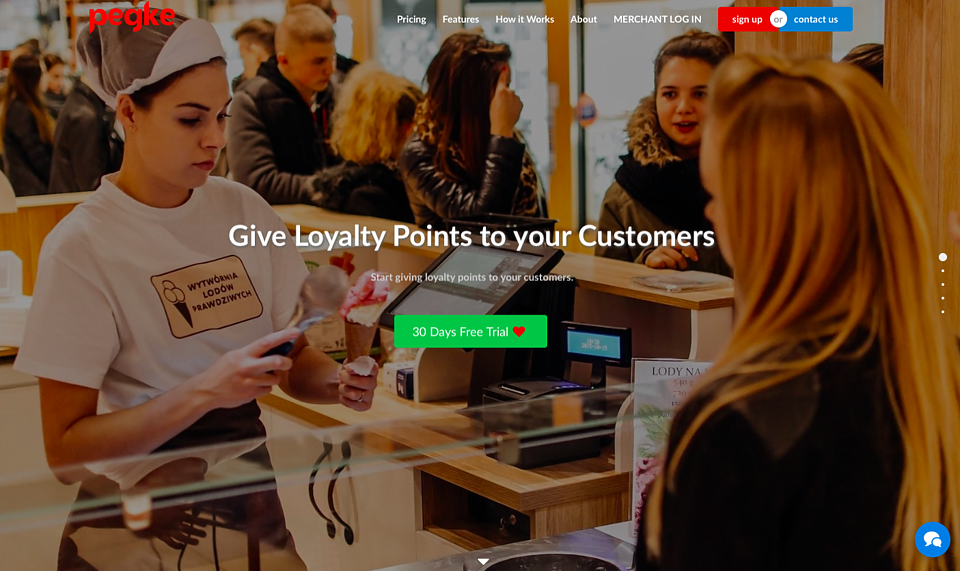 pegke
Pricing Features How it Works About MERCHANT LOG IN sign up or contact us
Give Loyalty Points to your Customers
Start giving loyalty points to your customers.
30 Days Free Trial
WYTWÓRNIA
LODÓW
PRAWDZIWYCH
LODY NA